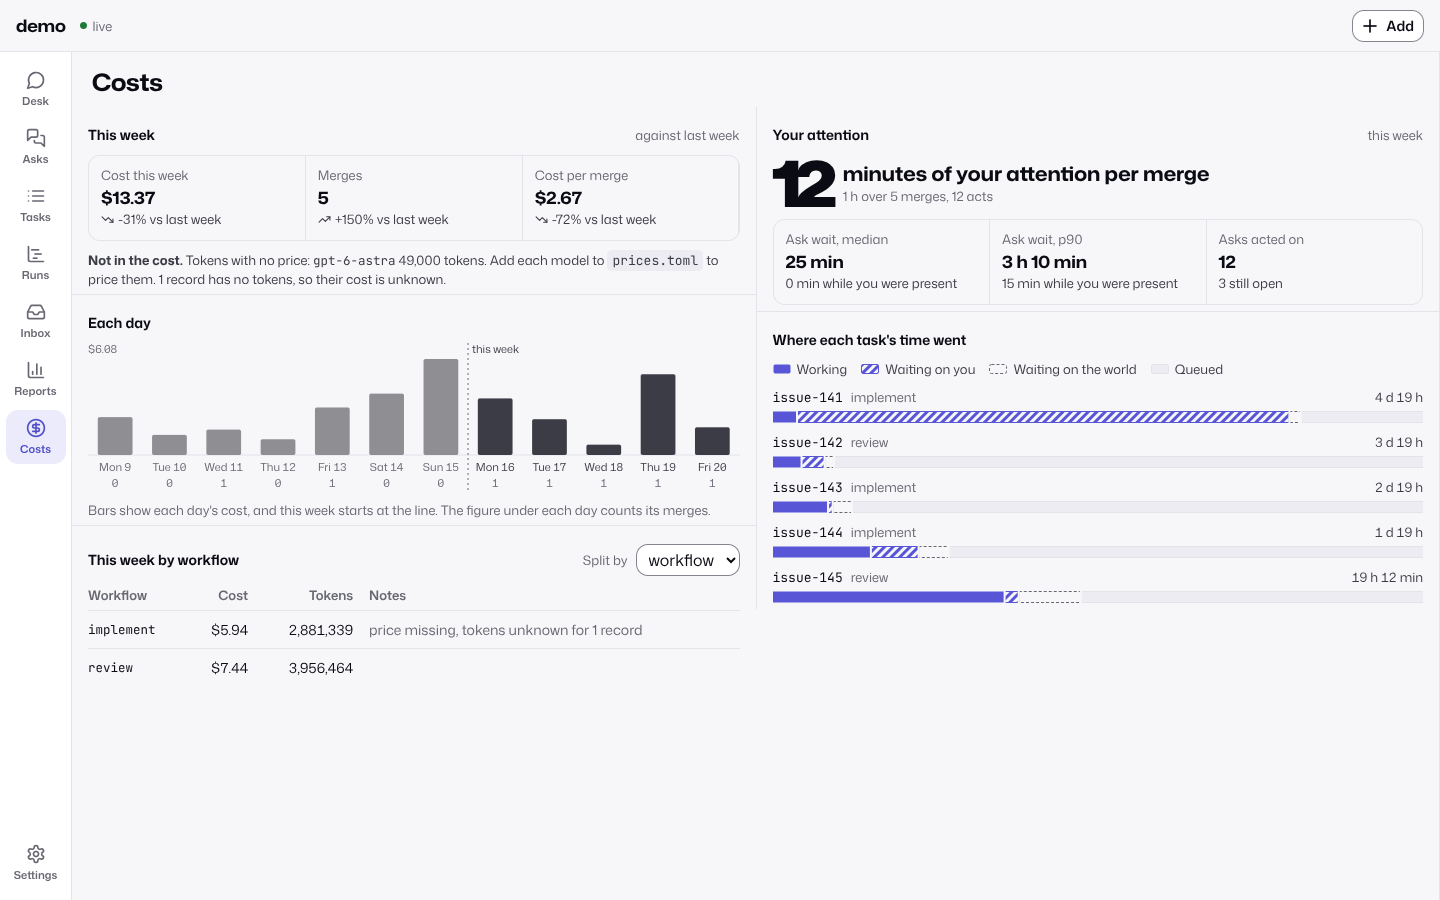 demo
live
Add
Desk
Asks
Tasks
Runs
Inbox
Reports
Costs
Settings
Costs
This week
against last week
Cost this week
$13.37
-31% vs last week
Merges
5
+150% vs last week
Cost per merge
$2.67
-72% vs last week
Not in the cost. Tokens with no price: gpt-6-astra 49,000 tokens. Add each model to prices.toml to
price them. 1 record has no tokens, so their cost is unknown.
Each day
$6.08
this week
Mon 9 Tue 10 Wed 11 Thu 12 Fri 13 Sat 14 Sun 15 Mon 16 Tue 17 Wed 18 Thu 19 Fri 20
0 0 1 0 1 0 0 1 1 1 1 1
Bars show each day's cost, and this week starts at the line. The figure under each day counts its merges.
This week by workflow
Split by workflow
Workflow Cost Tokens Notes
implement $5.94 2,881,339 price missing, tokens unknown for 1 record
review $7.44 3,956,464
Your attention
this week
12 minutes of your attention per merge
1 h over 5 merges, 12 acts
Ask wait, median
25 min
0 min while you were present
Ask wait, p90
3 h 10 min
15 min while you were present
Asks acted on
12
3 still open
Where each task's time went
Working Waiting on you Waiting on the world Queued
issue-141 implement 4 d 19 h
issue-142 review 3 d 19 h
issue-143 implement 2 d 19 h
issue-144 implement 1 d 19 h
issue-145 review 19 h 12 min